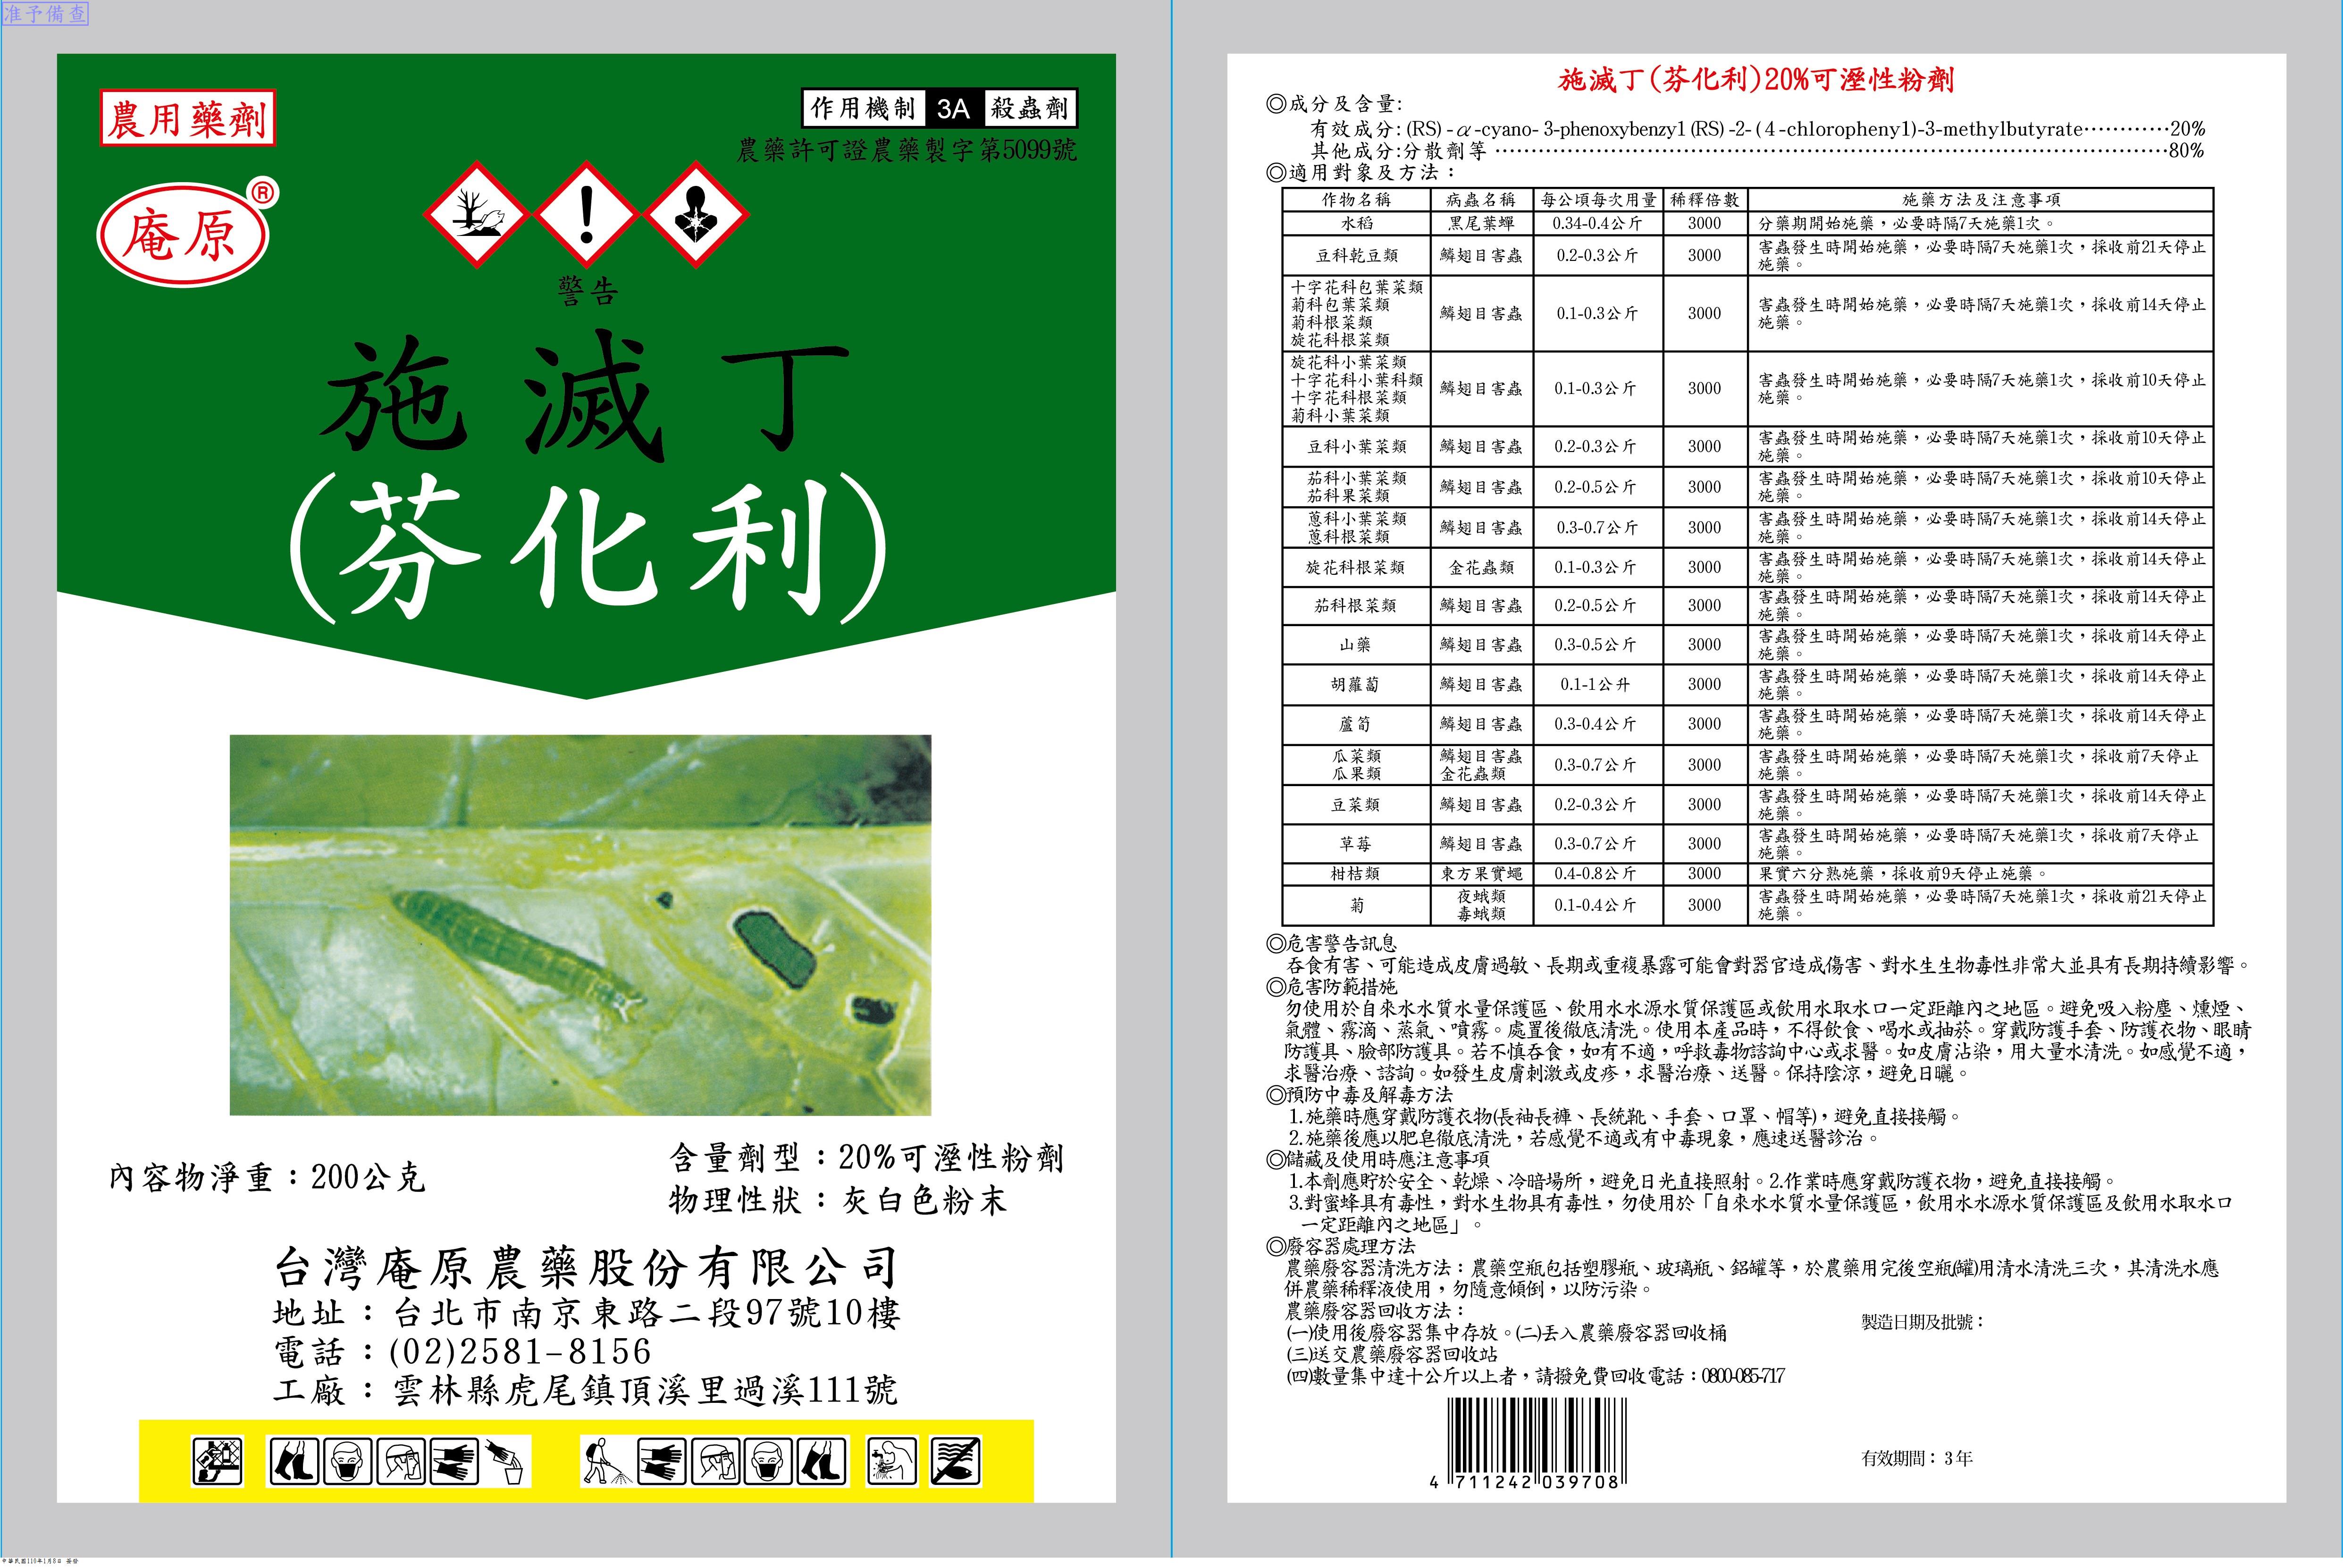 准予備查
農用藥劑
作用機制 3A 殺蟲劑
農藥許可證農藥製字第5099號
庵原®
警告
施滅丁
(芬化利)
內容物淨重：200公克
含量劑型：20%可溼性粉劑
物理性狀：灰白色粉末
台灣庵原農藥股份有限公司
地址：台北市南京東路二段97號10樓
電話：(02)2581-8156
工廠：雲林縣虎尾鎮頂溪里過溪111號
中華民國110年1月8日 簽發
施滅丁(芬化利)20%可溼性粉劑
◎成分及含量:
有效成分: (RS) -α-cyano- 3-phenoxybenzy1 (RS) -2- ( 4 -chloropheny1)-3-methylbutyrate············20%
其他成分:分散劑等 ··················80%
◎適用對象及方法：
作物名稱 病蟲名稱 每公頃每次用量 稀釋倍數 施藥方法及注意事項
水稻 黑尾葉蟬 0.34-0.4公斤 3000 分蘗期開始施藥，必要時隔7天施藥1次。
豆科乾豆類 鱗翅目害蟲 0.2-0.3公斤 3000 害蟲發生時開始施藥，必要時隔7天施藥1次，採收前21天停止
施藥。
十字花科包葉菜類
菊科包葉菜類
菊科根菜類
旋花科根菜類
鱗翅目害蟲 0.1-0.3公斤 3000 害蟲發生時開始施藥，必要時隔7天施藥1次，採收前14天停止
施藥。
旋花科小葉菜類
十字花科小葉科類
十字花科根菜類
菊科小葉菜類
鱗翅目害蟲 0.1-0.3公斤 3000 害蟲發生時開始施藥，必要時隔7天施藥1次，採收前10天停止
施藥。
豆科小葉菜類 鱗翅目害蟲 0.2-0.3公斤 3000 害蟲發生時開始施藥，必要時隔7天施藥1次，採收前10天停止
施藥。
茄科小葉菜類
茄科果菜類
鱗翅目害蟲 0.2-0.5公斤 3000 害蟲發生時開始施藥，必要時隔7天施藥1次，採收前10天停止
施藥。
蔥科小葉菜類
蔥科根菜類
鱗翅目害蟲 0.3-0.7公斤 3000 害蟲發生時開始施藥，必要時隔7天施藥1次，採收前14天停止
施藥。
旋花科根菜類 金花蟲類 0.1-0.3公斤 3000 害蟲發生時開始施藥，必要時隔7天施藥1次，採收前14天停止
施藥。
茄科根菜類 鱗翅目害蟲 0.2-0.5公斤 3000 害蟲發生時開始施藥，必要時隔7天施藥1次，採收前14天停止
施藥。
山藥 鱗翅目害蟲 0.3-0.5公斤 3000 害蟲發生時開始施藥，必要時隔7天施藥1次，採收前14天停止
施藥。
胡蘿蔔 鱗翅目害蟲 0.1-1公升 3000 害蟲發生時開始施藥，必要時隔7天施藥1次，採收前14天停止
施藥。
蘆筍 鱗翅目害蟲 0.3-0.4公斤 3000 害蟲發生時開始施藥，必要時隔7天施藥1次，採收前14天停止
施藥。
瓜菜類 鱗翅目害蟲
瓜果類 金花蟲類
0.3-0.7公斤 3000 害蟲發生時開始施藥，必要時隔7天施藥1次，採收前7天停止
施藥。
豆菜類 鱗翅目害蟲 0.2-0.3公斤 3000 害蟲發生時開始施藥，必要時隔7天施藥1次，採收前14天停止
施藥。
草莓 鱗翅目害蟲 0.3-0.7公斤 3000 害蟲發生時開始施藥，必要時隔7天施藥1次，採收前7天停止
施藥。
柑桔類 東方果實蠅 0.4-0.8公斤 3000 果實六分熟施藥，採收前9天停止施藥。
菊 夜蛾類
毒蛾類
0.1-0.4公斤 3000 害蟲發生時開始施藥，必要時隔7天施藥1次，採收前21天停止
施藥。
◎危害警告訊息
吞食有害、可能造成皮膚過敏、長期或重複暴露可能會對器官造成傷害、對水生生物毒性非常大並具有長期持續影響。
◎危害防範措施
勿使用於自來水水質水量保護區、飲用水水源水質保護區或飲用水取水口一定距離內之地區。避免吸入粉塵、燻煙、
氣體、霧滴、蒸氣、噴霧。處置後徹底清洗。使用本產品時，不得飲食、喝水或抽菸。穿戴防護手套、防護衣物、眼睛
防護具、臉部防護具。若不慎吞食，如有不適，呼救毒物諮詢中心或求醫。如皮膚沾染，用大量水清洗。如感覺不適，
求醫治療、諮詢。如發生皮膚刺激或皮疹，求醫治療、送醫。保持陰涼，避免日曬。
◎預防中毒及解毒方法
1.施藥時應穿戴防護衣物(長袖長褲、長統靴、手套、口罩、帽等)，避免直接接觸。
2.施藥後應以肥皂徹底清洗，若感覺不適或有中毒現象，應速送醫診治。
◎儲藏及使用時應注意事項
1.本劑應貯於安全、乾燥、冷暗場所，避免日光直接照射。2.作業時應穿戴防護衣物，避免直接接觸。
3.對蜜蜂具有毒性，對水生物具有毒性，勿使用於「自來水水質水量保護區，飲用水水源水質保護區及飲用水取水口
一定距離內之地區」。
◎廢容器處理方法
農藥廢容器清洗方法：農藥空瓶包括塑膠瓶、玻璃瓶、鋁罐等，於農藥用完後空瓶(罐)用清水清洗三次，其清洗水應
併農藥稀釋液使用，勿隨意傾倒，以防污染。
農藥廢容器回收方法：
(一)使用後廢容器集中存放。(二)丟入農藥廢容器回收桶
(三)送交農藥廢容器回收站
(四)數量集中達十公斤以上者，請撥免費回收電話：0800-085-717
製造日期及批號：
4 711242 039708
有效期間：3年